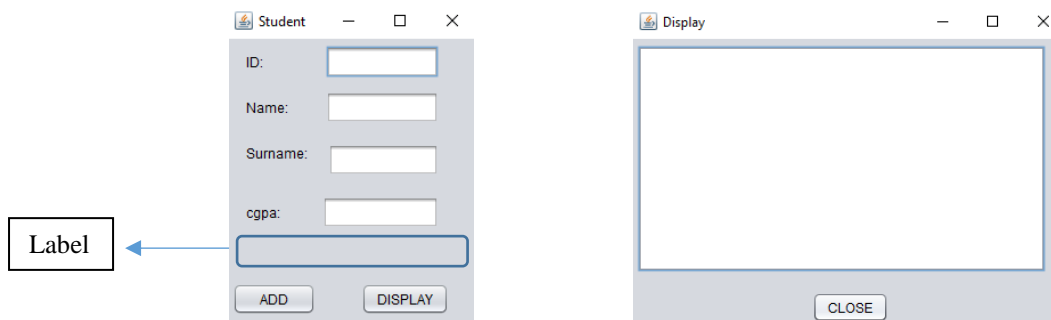 Student
ID:
Name:
Surname:
cgpa:
Label
ADD DISPLAY
Display
CLOSE